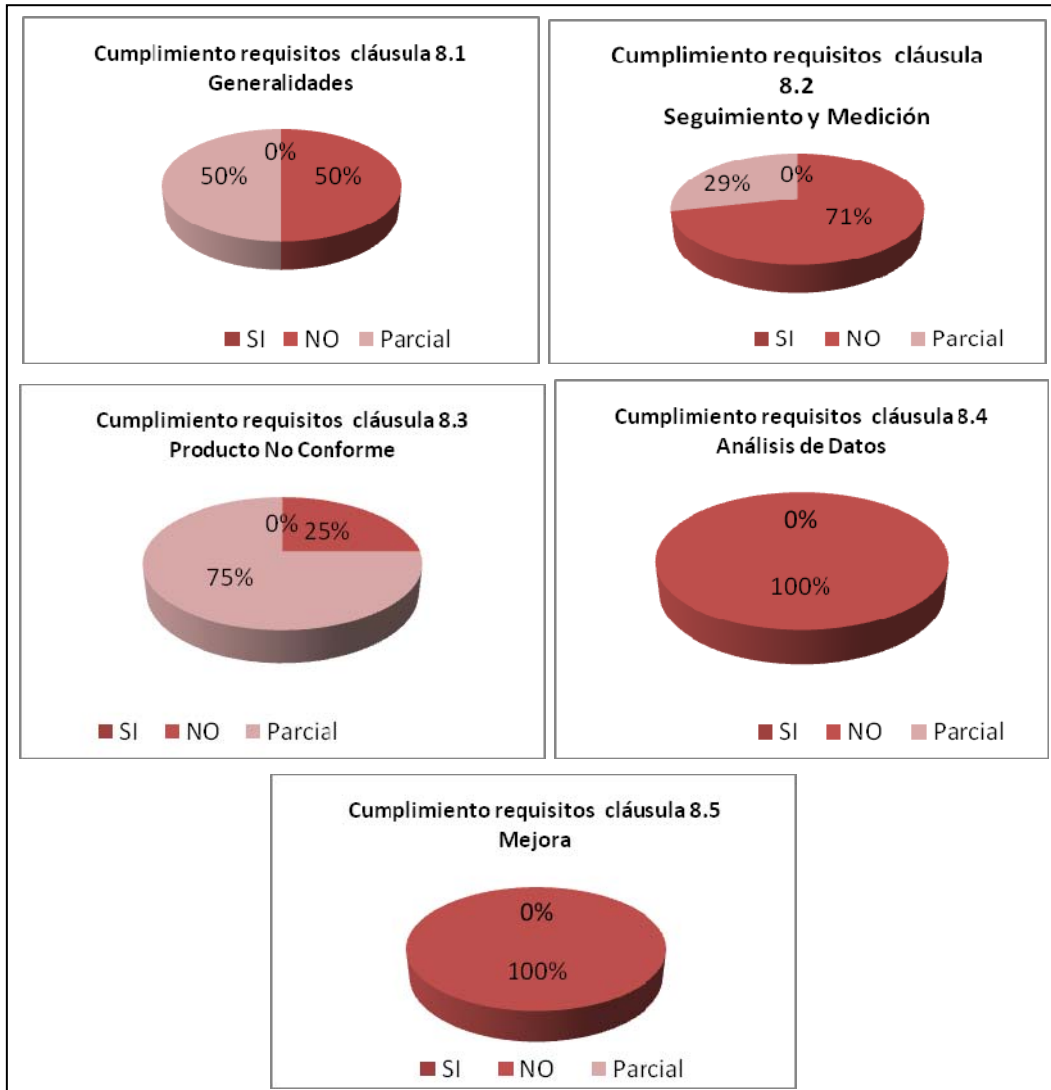 Cumplimiento requisitos cláusula 8.1
Generalidades
0%
50%
50%
SI NO Parcial
Cumplimiento requisitos cláusula
8.2
Seguimiento y Medición
29%
0%
71%
SI NO Parcial
Cumplimiento requisitos cláusula 8.3
Producto No Conforme
0%
25%
75%
SI NO Parcial
Cumplimiento requisitos cláusula 8.4
Análisis de Datos
0%
100%
SI NO Parcial
Cumplimiento requisitos cláusula 8.5
Mejora
0%
100%
SI NO Parcial